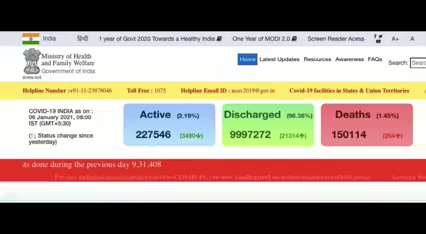 India हिन्दी 1 year of Govt 2020 Towards a Healthy India One Year of MODI 2.0 Screen Reader Acess A+ A
Ministry of Health
and Family Welfare
Government of India
Home Latest Updates Resources Awareness FAQs Search:
Helpline Number :+91-11-23978046 Toll Free : 1075 Helpline Email ID : ncov2019@gov.in Covid-19 facilities in States & Union Territories
COVID-19 INDIA as on :
06 January 2021, 08:00
IST (GMT+5:30)
Status change since
yesterday)
Active (2.19%)
227546 (3490
Discharged (96.36%)
9997272 (21314
Deaths (1.45%)
150114 (264
ts done during the previous day 9,31,408